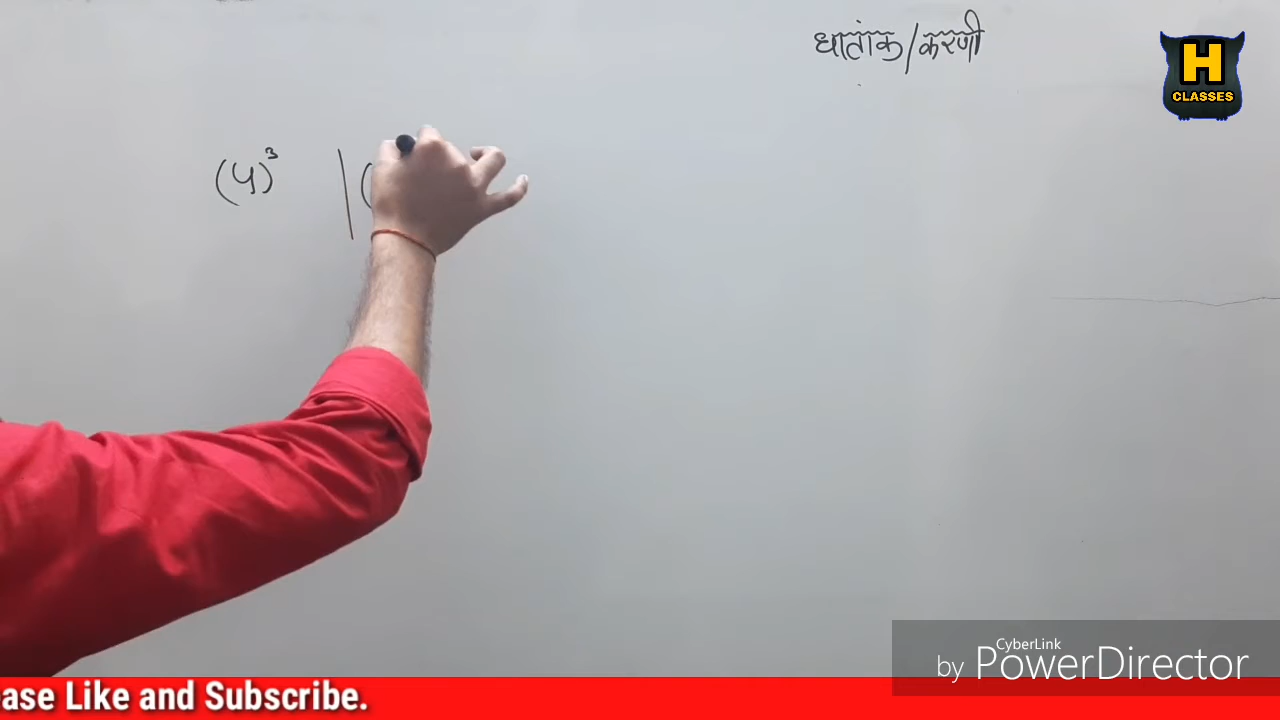 धातांक/करणी
H
CLASSES
(4)³ | (
CyberLink
by PowerDirector
ase Like and Subscribe.